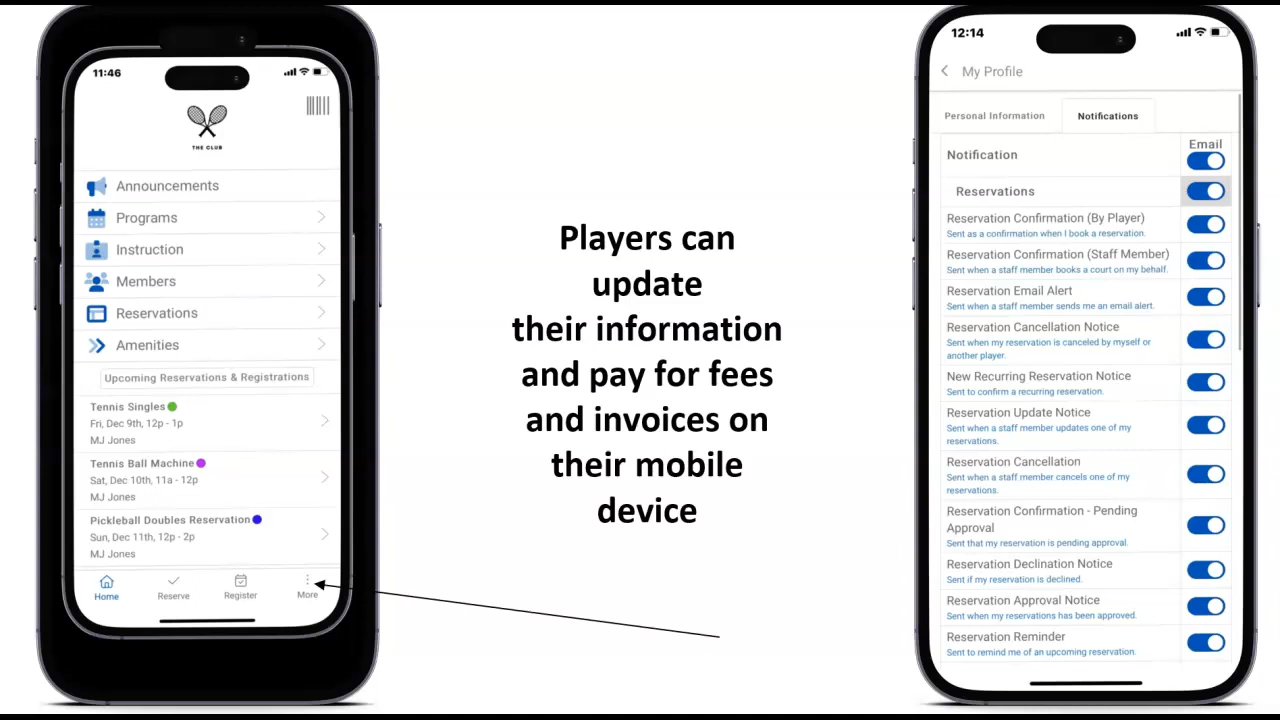 11:46
THE CLUB
Announcements
Programs
Instruction
Members
Reservations
Amenities
Upcoming Reservations & Registrations
Tennis Singles
Fri, Dec 9th, 12p - 1p
MJ Jones
Tennis Ball Machine
Sat, Dec 10th, 11a - 12p
MJ Jones
Pickleball Doubles Reservation
Sun, Dec 11th, 12p - 2p
MJ Jones
Home
Reserve
Register
More
Players can
update
their information
and pay for fees
and invoices on
their mobile
device
12:14
My Profile
Personal Information
Notifications
Notification
Email
Reservations
Reservation Confirmation (By Player)
Sent as a confirmation when I book a reservation.
Reservation Confirmation (Staff Member)
Sent when a staff member books a court on my behalf.
Reservation Email Alert
Sent when a staff member sends me an email alert.
Reservation Cancellation Notice
Sent when my reservation is canceled by myself or
another player.
New Recurring Reservation Notice
Sent to confirm a recurring reservation.
Reservation Update Notice
Sent when a staff member updates one of my
reservations.
Reservation Cancellation
Sent when a staff member cancels one of my
reservations.
Reservation Confirmation - Pending
Approval
Sent that my reservation is pending approval.
Reservation Declination Notice
Sent if my reservation is declined.
Reservation Approval Notice
Sent when my reservations has been approved.
Reservation Reminder
Sent to remind me of an upcoming reservation.